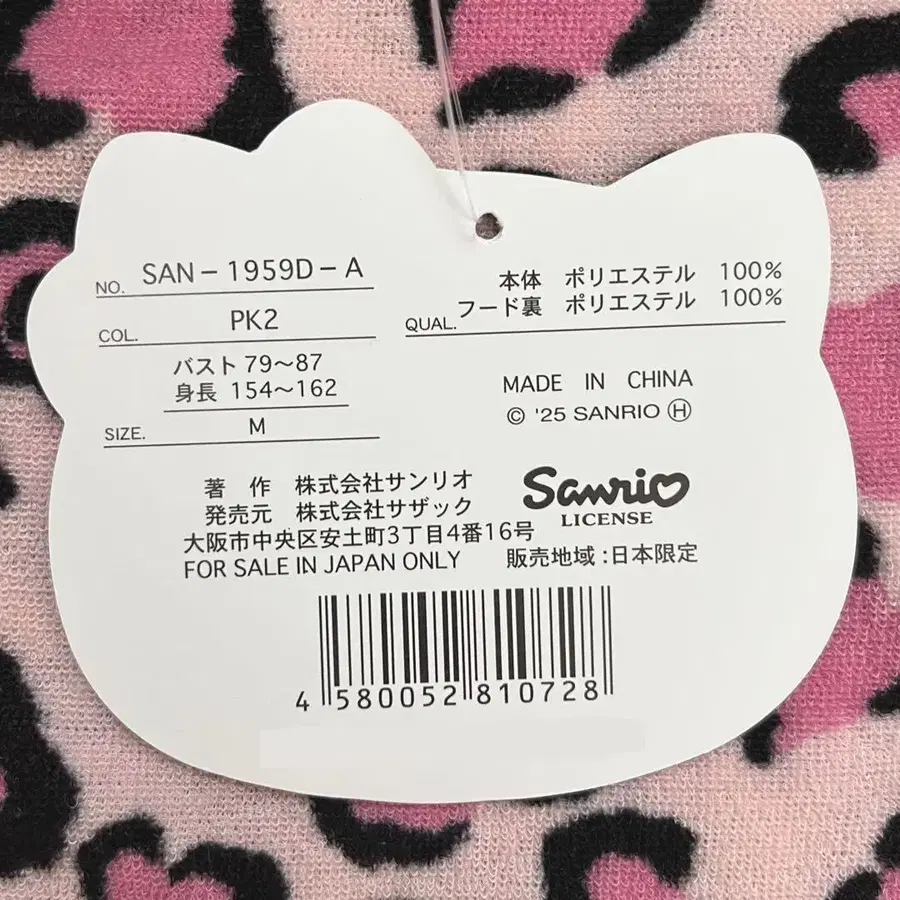 NO. SAN-1959D-A
COL. PK2
バスト 79〜87
身長 154〜162
SIZE. M
本体 ポリエステル 100%
QUAL. フード裏 ポリエステル 100%
MADE IN CHINA
© '25 SANRIO Ⓗ
著作 株式会社サンリオ
発売元 株式会社サザック
大阪市中央区安土町3丁目4番16号
FOR SALE IN JAPAN ONLY
Sanrio
LICENSE
販売地域:日本限定
4 580052 810728